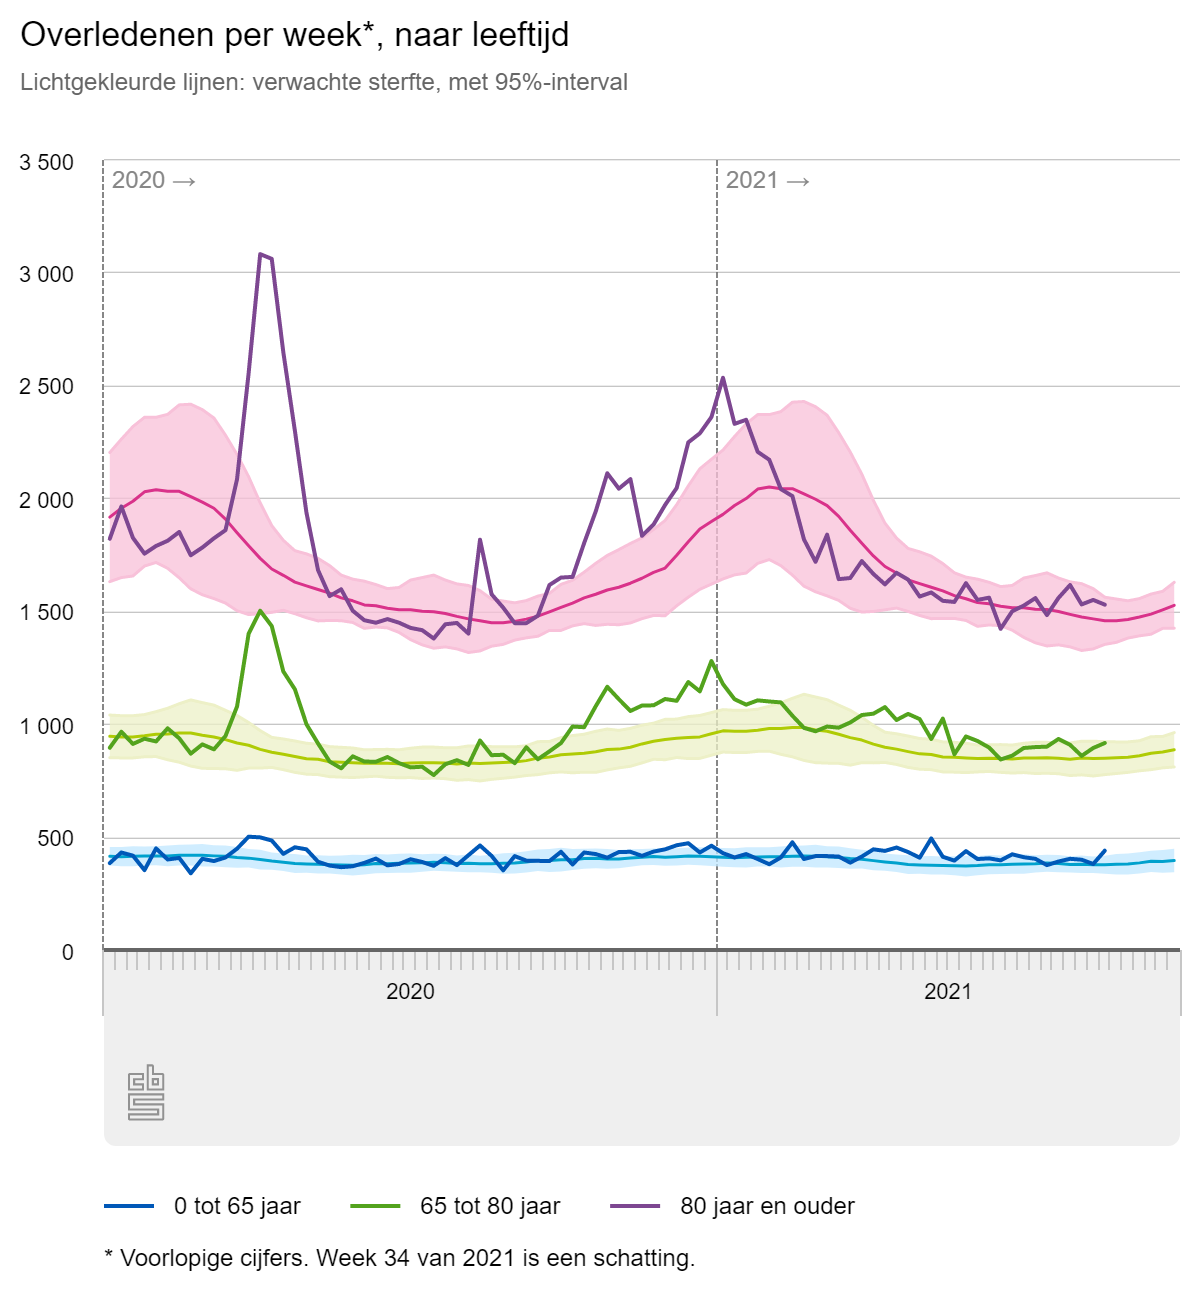 Overledenen per week*, naar leeftijd
Lichtgekleurde lijnen: verwachte sterfte, met 95%-interval
3 500
2020 →
2021 →
3 000
2 500
2 000
1 500
1 000
500
0
2020
2021
cbs
0 tot 65 jaar
65 tot 80 jaar
80 jaar en ouder
* Voorlopige cijfers. Week 34 van 2021 is een schatting.